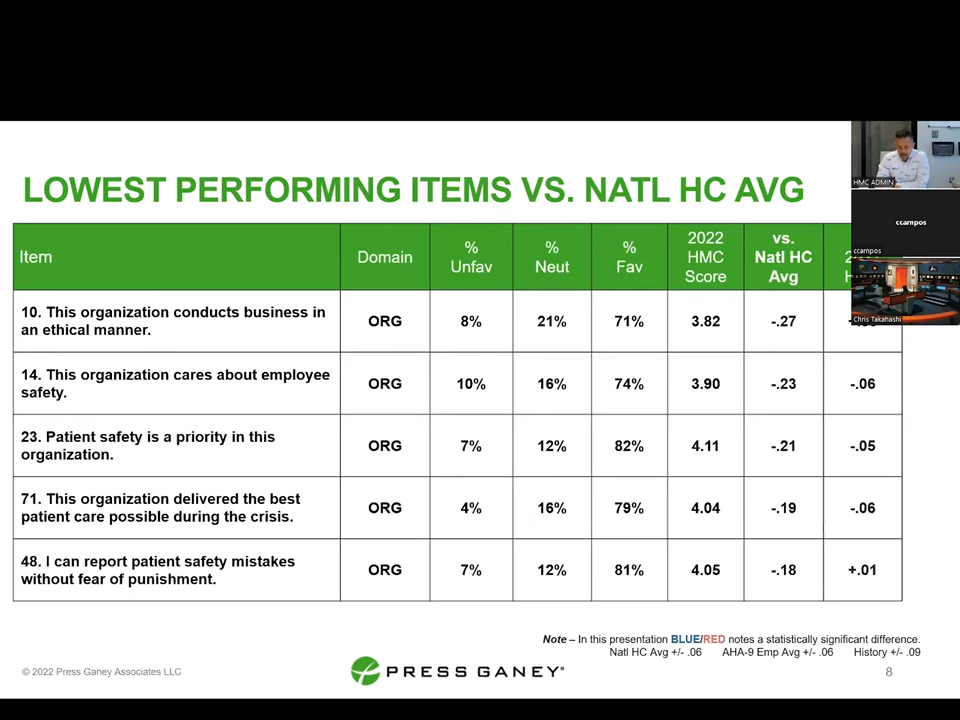 LOWEST PERFORMING ITEMS VS. NATL HC AVG
HMC ADMIN
ccampos
ccampos
Chris Takahashi
Item
Domain
%
Unfav
%
Neut
%
Fav
2022
HMC
Score
vs.
Natl HC
Avg
10. This organization conducts business in
an ethical manner.
ORG
8%
21%
71%
3.82
-.27
14. This organization cares about employee
safety.
ORG
10%
16%
74%
3.90
-.23
-.06
23. Patient safety is a priority in this
organization.
ORG
7%
12%
82%
4.11
-.21
-.05
71. This organization delivered the best
patient care possible during the crisis.
ORG
4%
16%
79%
4.04
-.19
-.06
48. I can report patient safety mistakes
without fear of punishment.
ORG
7%
12%
81%
4.05
-.18
+.01
Note – In this presentation BLUE/RED notes a statistically significant difference.
Natl HC Avg +/- .06 AHA-9 Emp Avg +/- .06 History +/- .09
© 2022 Press Ganey Associates LLC
PRESS GANEY®
8